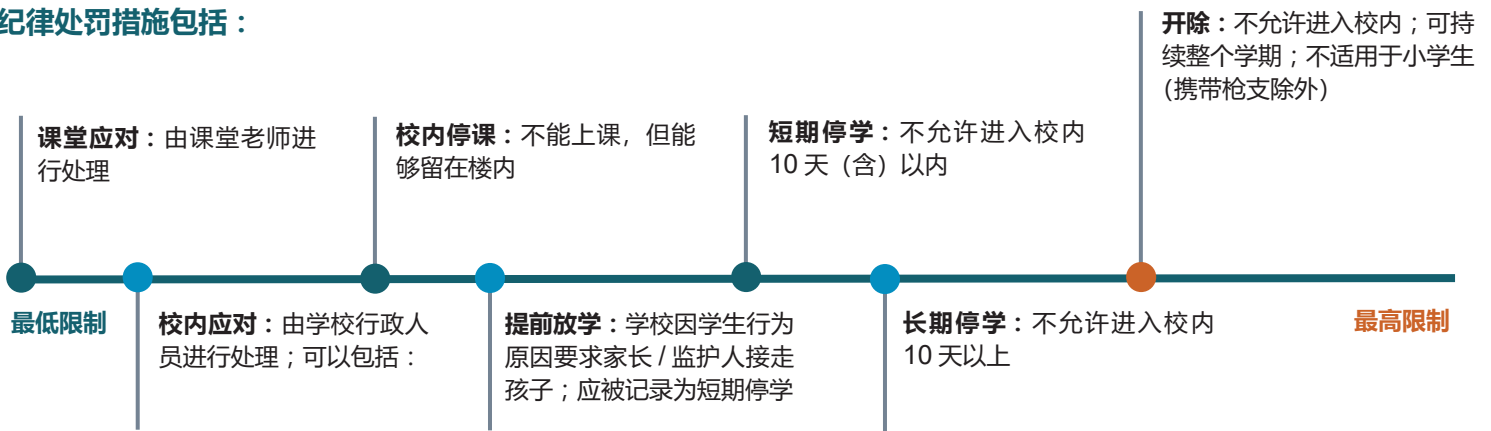 纪律处罚措施包括：
开除：不允许进入校内；可持
续整个学期；不适用于小学生
（携带枪支除外）
课堂应对：由课堂老师进
行处理
校内停课：不能上课，但能
够留在楼内
短期停学：不允许进入校内
10 天（含）以内
最低限制
校内应对：由学校行政人
员进行处理；可以包括：
提前放学：学校因学生行为
原因要求家长 / 监护人接走
孩子；应被记录为短期停学
长期停学：不允许进入校内
10 天以上
最高限制